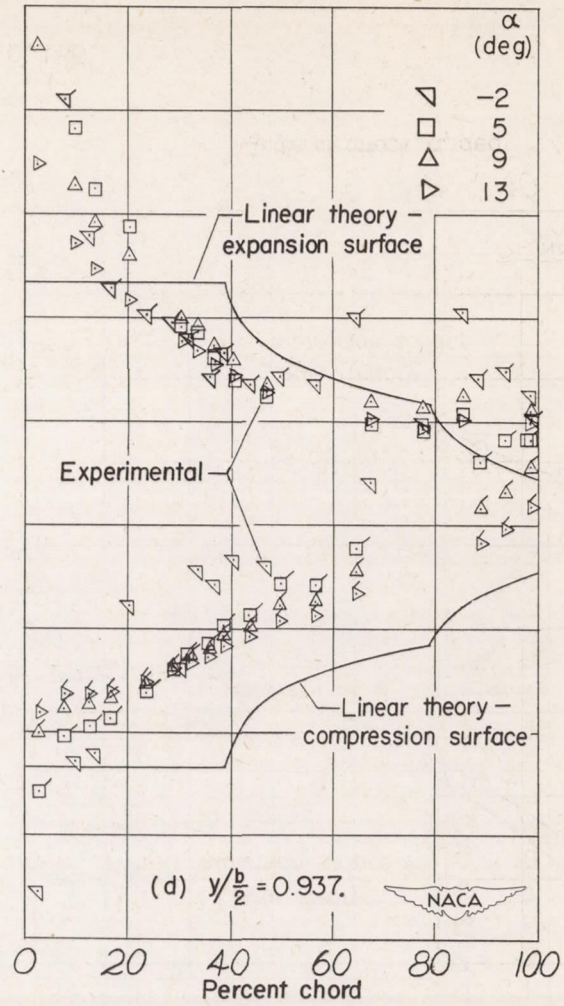 α
(deg)
-2
5
9
13
Linear theory —
expansion surface
Experimental
Linear theory —
compression surface
(d) y/b/2 = 0.937.
NACA
0 20 40 60 80 100
Percent chord